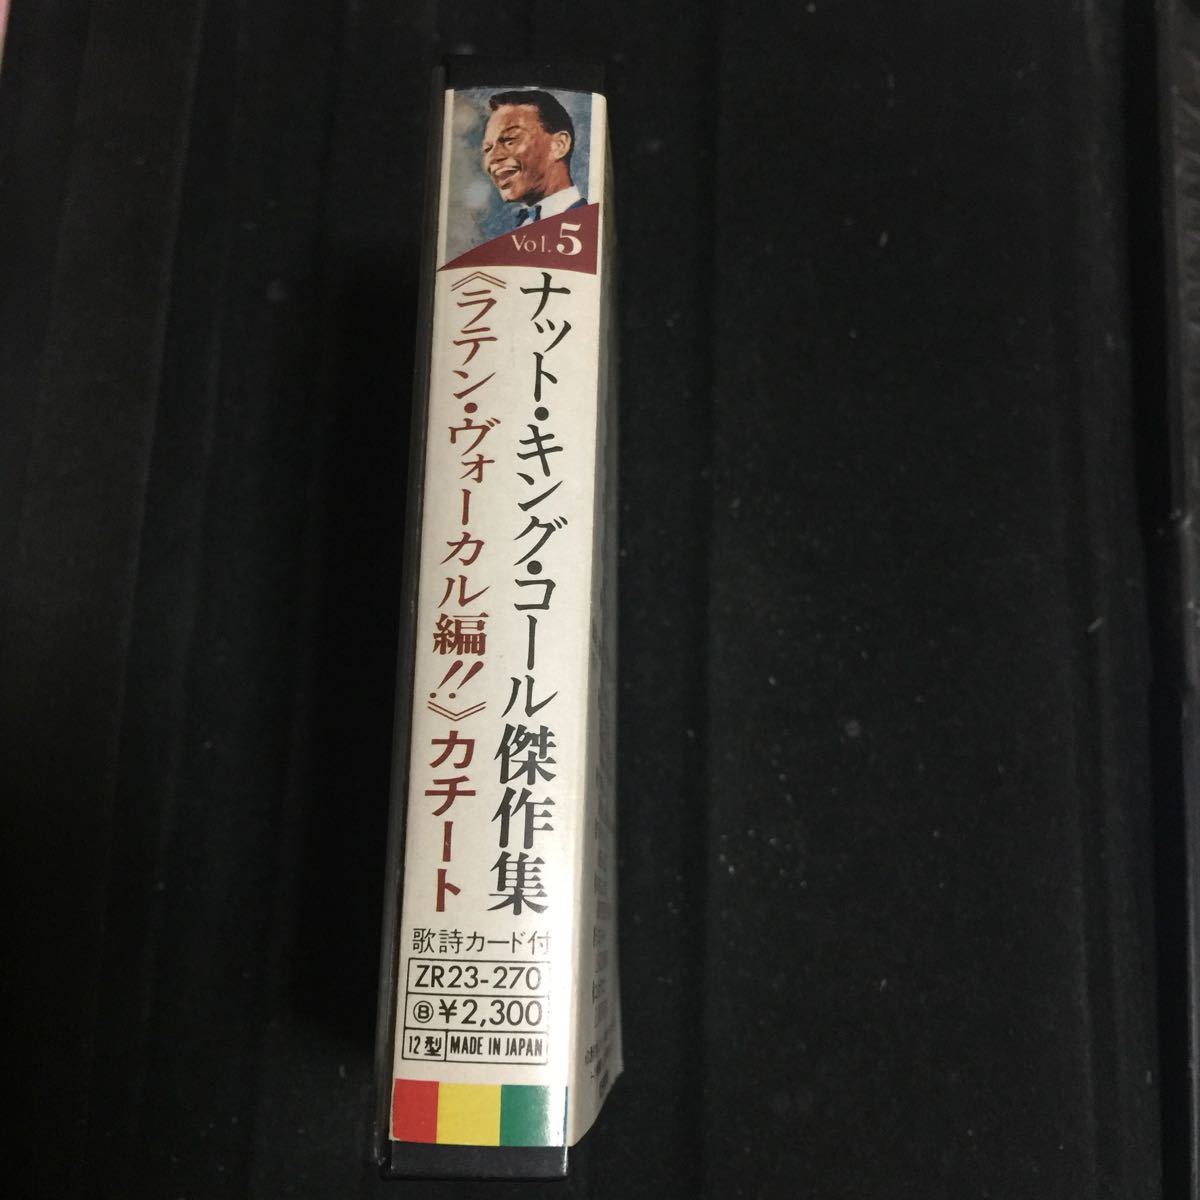 Vol. 5
ナット・キング・コール傑作集
《ラテン・ヴォーカル編!!》カチート
歌詩カード付
ZR23-270
Ⓑ¥2,300
12型 MADE IN JAPAN